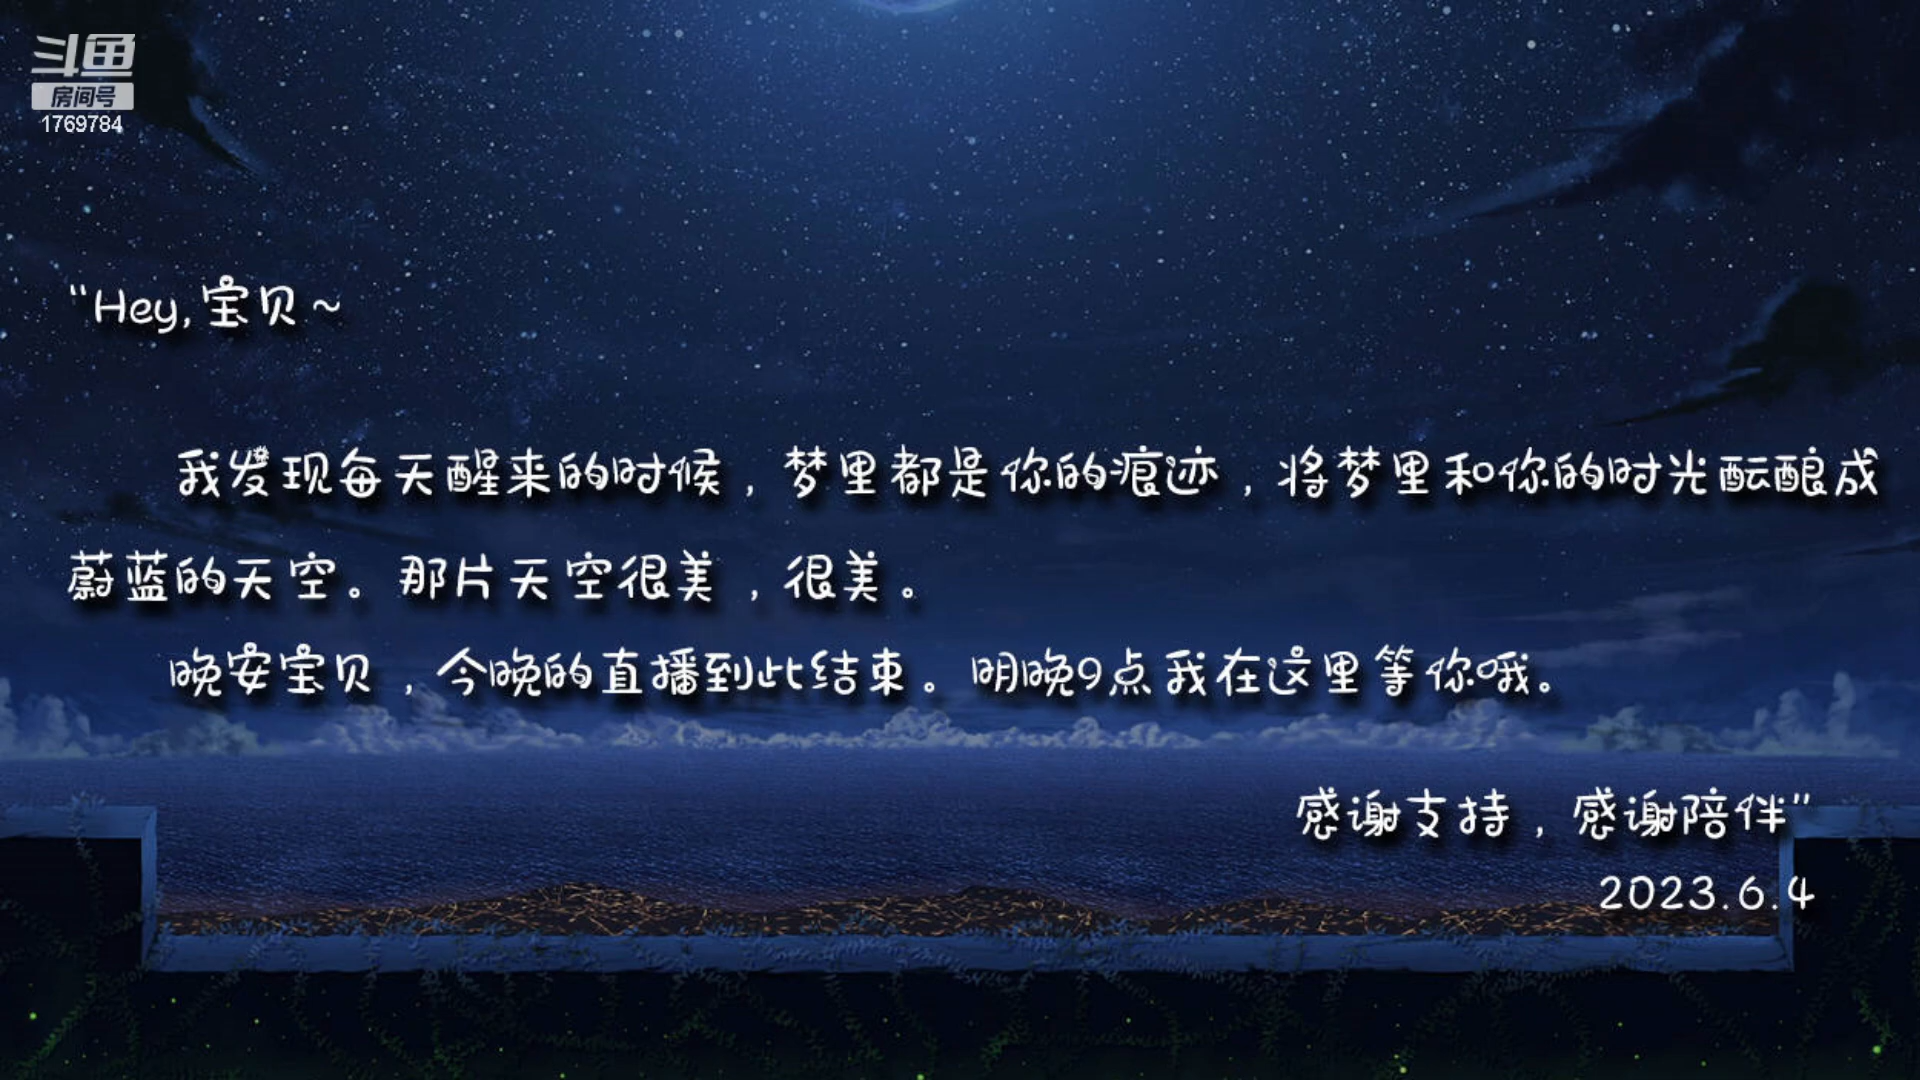 斗鱼
房间号
1769784
“Hey,宝贝~
我发现每天醒来的时候，梦里都是你的痕迹，将梦里和你的时光酝酿成
蔚蓝的天空。那片天空很美，很美。
晚安宝贝，今晚的直播到此结束。明晚9点我在这里等你哦。
感谢支持，感谢陪伴”
2023.6.4